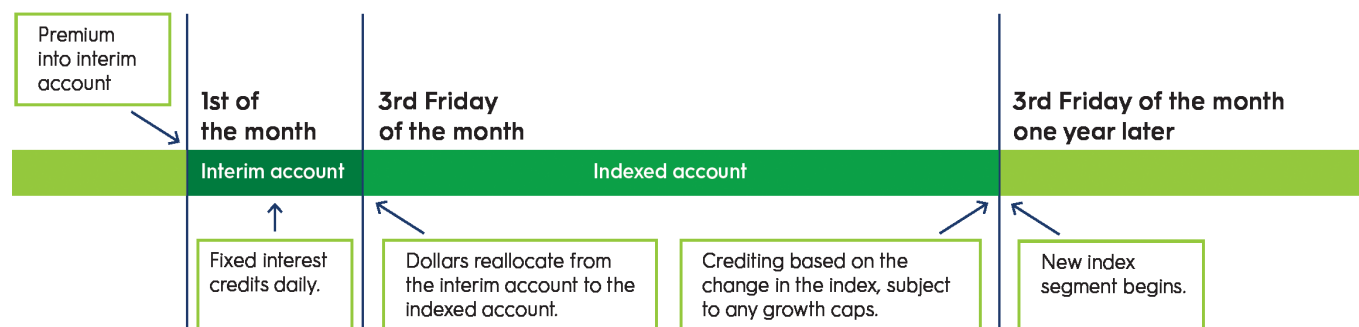 Premium
into interim
account
1st of
the month
3rd Friday
of the month
3rd Friday of the month
one year later
Interim account
Indexed account
Fixed interest
credits daily.
Dollars reallocate from
the interim account to the
indexed account.
Crediting based on the
change in the index, subject
to any growth caps.
New index
segment begins.